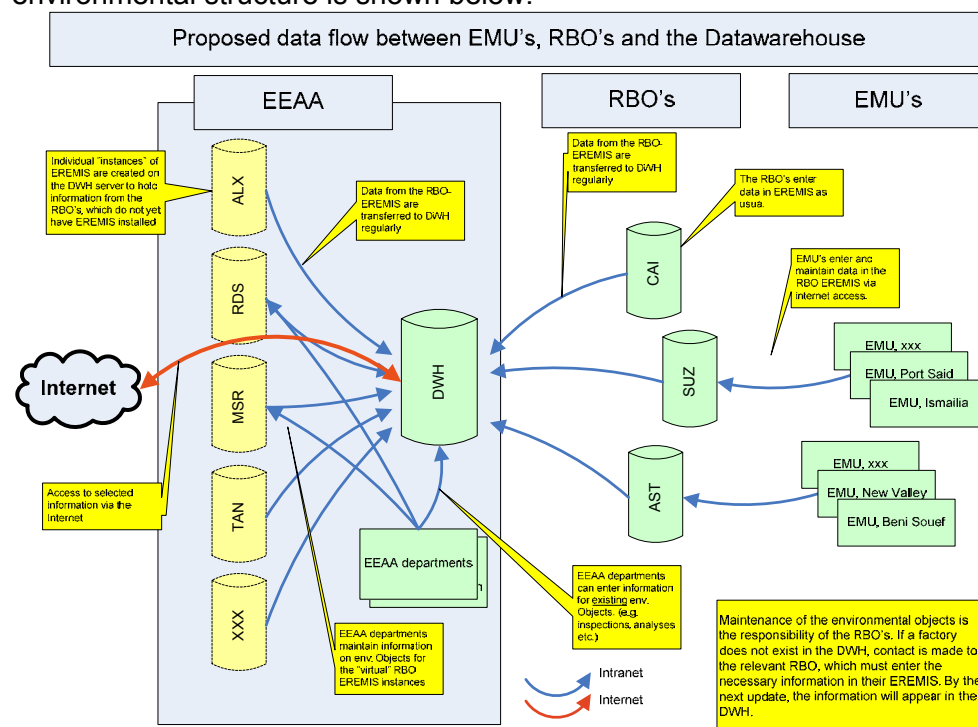 environmental structure is shown below:
Proposed data flow between EMU's, RBO's and the Datawarehouse
EEAA
RBO's
EMU's
Individual "instances" of
EREMIS are created on
the DWH server to hold
information from the
RBO's, which do not yet
have EREMIS installed
ALX
Data from the RBO-
EREMIS are
transferred to DWH
regularly
Data from the RBO-
EREMIS are
transferred to DWH
regularly
The RBO's enter
data in EREMIS as
usua.
CAI
EMU's enter anc
maintain data in the
RBO EREMIS via
internet access.
RDS
Internet
MSR
DWH
SUZ
EMU, xxx
EMU, Port Said
EMU, Ismailia
Access to selected
information via the
Internet
TAN
AST
EMU, xxx
EMU, New Valley
EMU, Beni Souef
EEAA departments
n
XXX
EEAA departments
maintain information
on env. Objects for
the "virtual" RBO
EREMIS instances
EEAA departments
can enter information
for existing env.
Objects. (e.g.
inspections, analyses
etc.)
Intranet
Internet
Maintenance of the environmental objects is
the responsibility of the RBO's. If a factory
does not exist in the DWH, contact is made to
the relevant RBO, which must enter the
necessary information in their EREMIS. By the
next update, the information will appear in the
DWH.